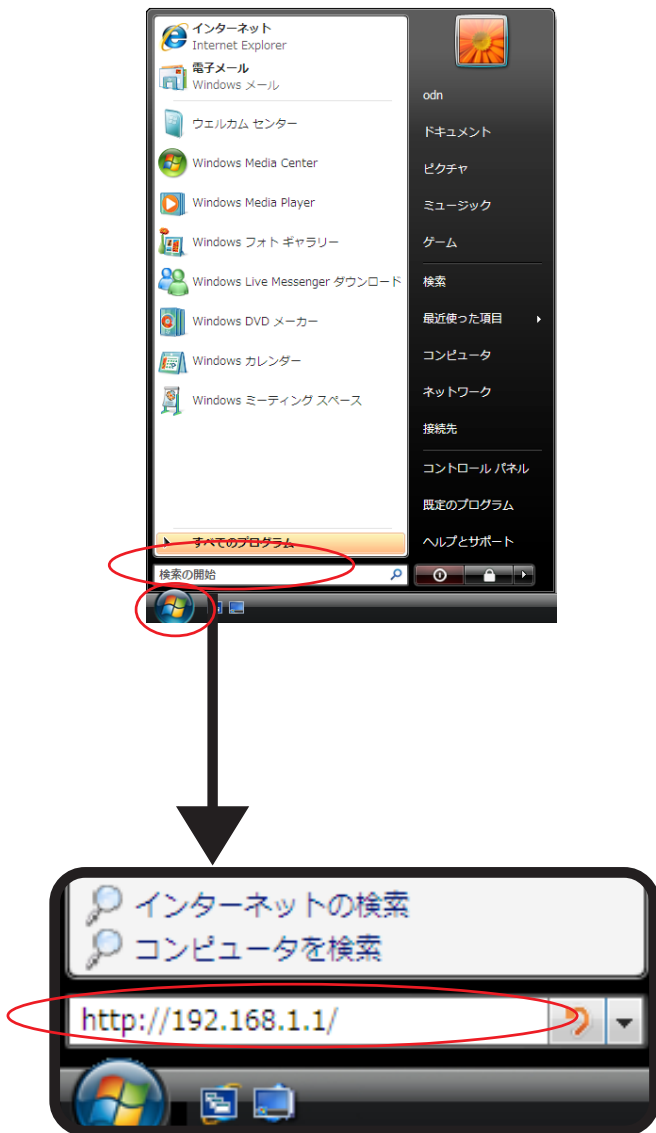 インターネット
Internet Explorer
電子メール
Windows メール
ウェルカム センター
Windows Media Center
Windows Media Player
Windows フォト ギャラリー
Windows Live Messenger ダウンロード
Windows DVD メーカー
Windows カレンダー
Windows ミーティング スペース
すべてのプログラム
検索の開始
odn
ドキュメント
ピクチャ
ミュージック
ゲーム
検索
最近使った項目
コンピュータ
ネットワーク
接続先
コントロール パネル
既定のプログラム
ヘルプとサポート
インターネットの検索
コンピュータを検索
http://192.168.1.1/